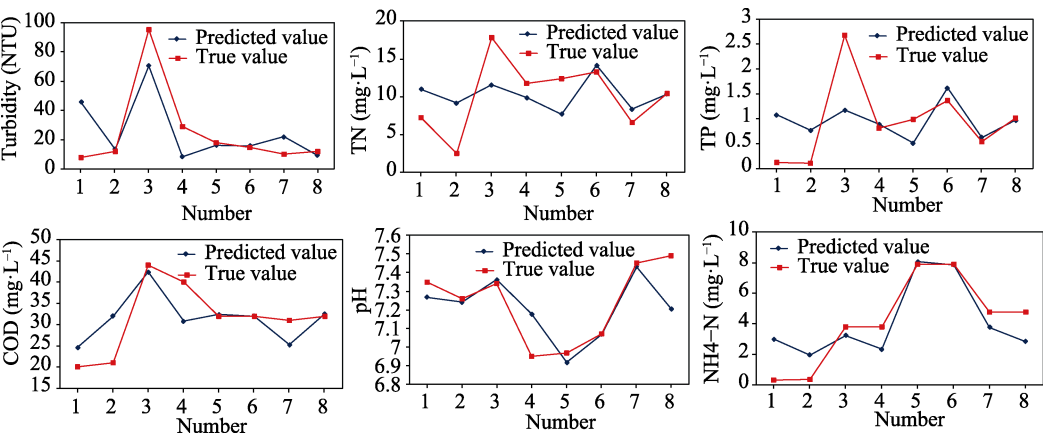 Turbidity (NTU)
100
80
60
40
20
0
Predicted value
True value
1 2 3 4 5 6 7 8
Number
TN (mg·L⁻¹)
20
15
10
5
0
Predicted value
True value
1 2 3 4 5 6 7 8
Number
TP (mg·L⁻¹)
3
2.5
2
1.5
1
0.5
0
Predicted value
True value
1 2 3 4 5 6 7 8
Number
COD (mg·L⁻¹)
50
45
40
35
30
25
20
15
Predicted value
True value
1 2 3 4 5 6 7 8
Number
pH
7.6
7.5
7.4
7.3
7.2
7.1
7
6.9
6.8
Predicted value
True value
1 2 3 4 5 6 7 8
Number
NH4−N (mg·L⁻¹)
10
8
6
4
2
0
Predicted value
True value
1 2 3 4 5 6 7 8
Number